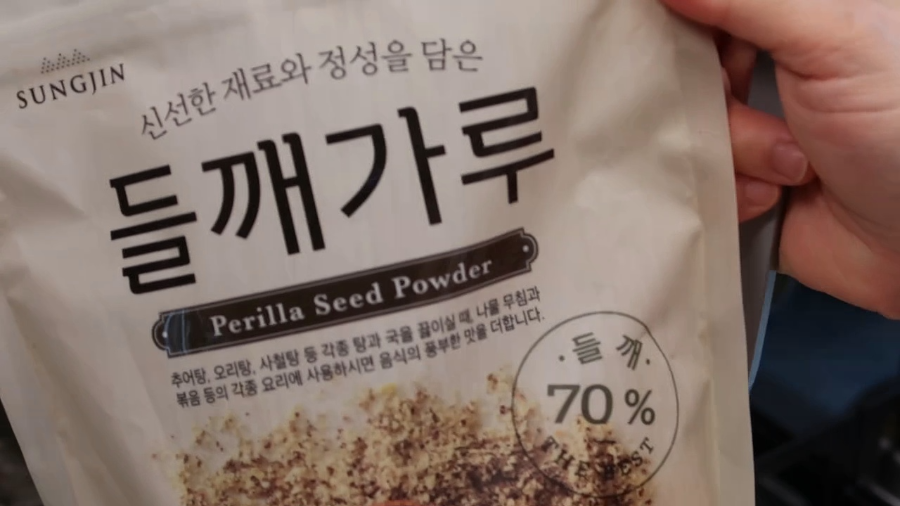 SUNGJIN
신선한 재료와 정성을 담은
들깨가루
Perilla Seed Powder
추어탕, 오리탕, 사철탕 등 각종 탕과 국을 끓이실 때, 나물 무침과
볶음 등의 각종 요리에 사용하시면 음식의 풍부한 맛을 더합니다.
·들 깨·
70 %
THE BEST